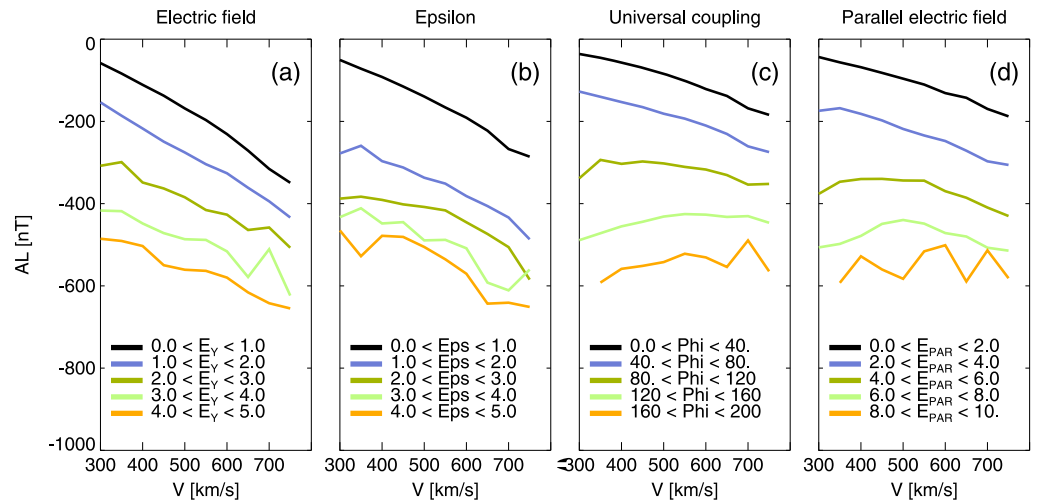 Electric field
Epsilon
Universal coupling
Parallel electric field
AL [nT]
0
-200
-400
-600
-800
-1000
(a)
0.0 < E_Y < 1.0
1.0 < E_Y < 2.0
2.0 < E_Y < 3.0
3.0 < E_Y < 4.0
4.0 < E_Y < 5.0
300 400 500 600 700
V [km/s]
(b)
0.0 < Eps < 1.0
1.0 < Eps < 2.0
2.0 < Eps < 3.0
3.0 < Eps < 4.0
4.0 < Eps < 5.0
300 400 500 600 700
V [km/s]
(c)
0.0 < Phi < 40.
40. < Phi < 80.
80. < Phi < 120
120 < Phi < 160
160 < Phi < 200
300 400 500 600 700
V [km/s]
(d)
0.0 < E_PAR < 2.0
2.0 < E_PAR < 4.0
4.0 < E_PAR < 6.0
6.0 < E_PAR < 8.0
8.0 < E_PAR < 10.
300 400 500 600 700
V [km/s]